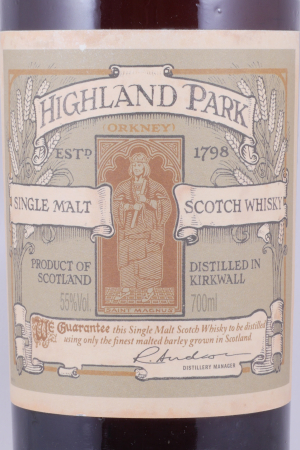 HIGHLAND PARK
(ORKNEY)
ESTD 1798
SINGLE MALT SCOTCH WHISKY
PRODUCT OF SCOTLAND
DISTILLED IN KIRKWALL
55%Vol. 700ml
SAINT MAGNUS
WE Guarantee this Single Malt Scotch Whisky to be distilled
using only the finest malted barley grown in Scotland
DISTILLERY MANAGER